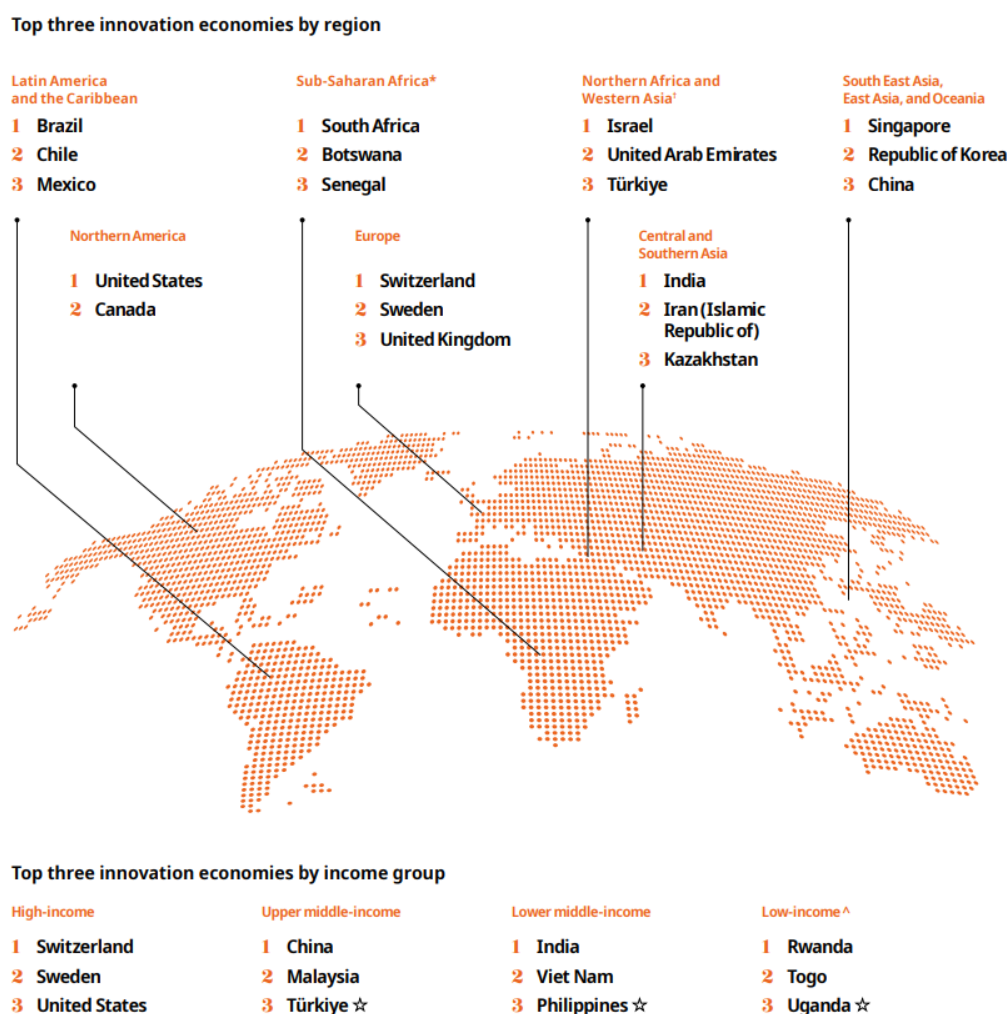 Top three innovation economies by region
Latin America
and the Caribbean
1 Brazil
2 Chile
3 Mexico
Sub-Saharan Africa*
1 South Africa
2 Botswana
3 Senegal
Northern Africa and
Western Asia†
1 Israel
2 United Arab Emirates
3 Türkiye
South East Asia,
East Asia, and Oceania
1 Singapore
2 Republic of Korea
3 China
Northern America
1 United States
2 Canada
Europe
1 Switzerland
2 Sweden
3 United Kingdom
Central and
Southern Asia
1 India
2 Iran (Islamic
Republic of)
3 Kazakhstan
Top three innovation economies by income group
High-income
1 Switzerland
2 Sweden
3 United States
Upper middle-income
1 China
2 Malaysia
3 Türkiye ☆
Lower middle-income
1 India
2 Viet Nam
3 Philippines ☆
Low-income^
1 Rwanda
2 Togo
3 Uganda ☆